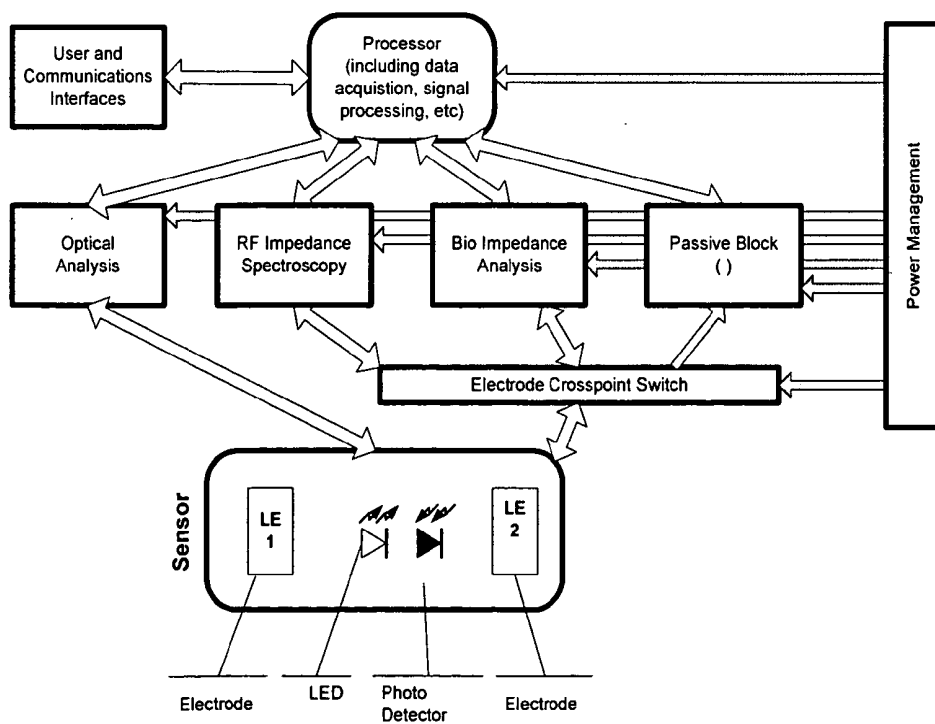 User and
Communications
Interfaces
Processor
(including data
acquistion, signal
processing, etc)
Power Management
Optical
Analysis
RF Impedance
Spectroscopy
Bio Impedance
Analysis
Passive Block
( )
Electrode Crosspoint Switch
Sensor
LE
1
LE
2
Electrode
LED
Photo
Detector
Electrode